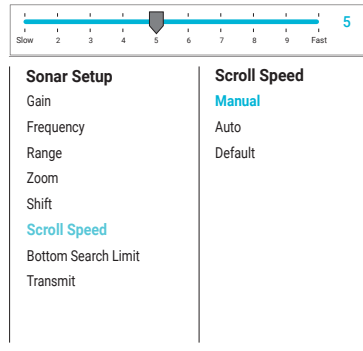 5
Slow 2 3 4 5 6 7 8 9 Fast
Sonar Setup
Gain
Frequency
Range
Zoom
Shift
Scroll Speed
Bottom Search Limit
Transmit
Scroll Speed
Manual
Auto
Default